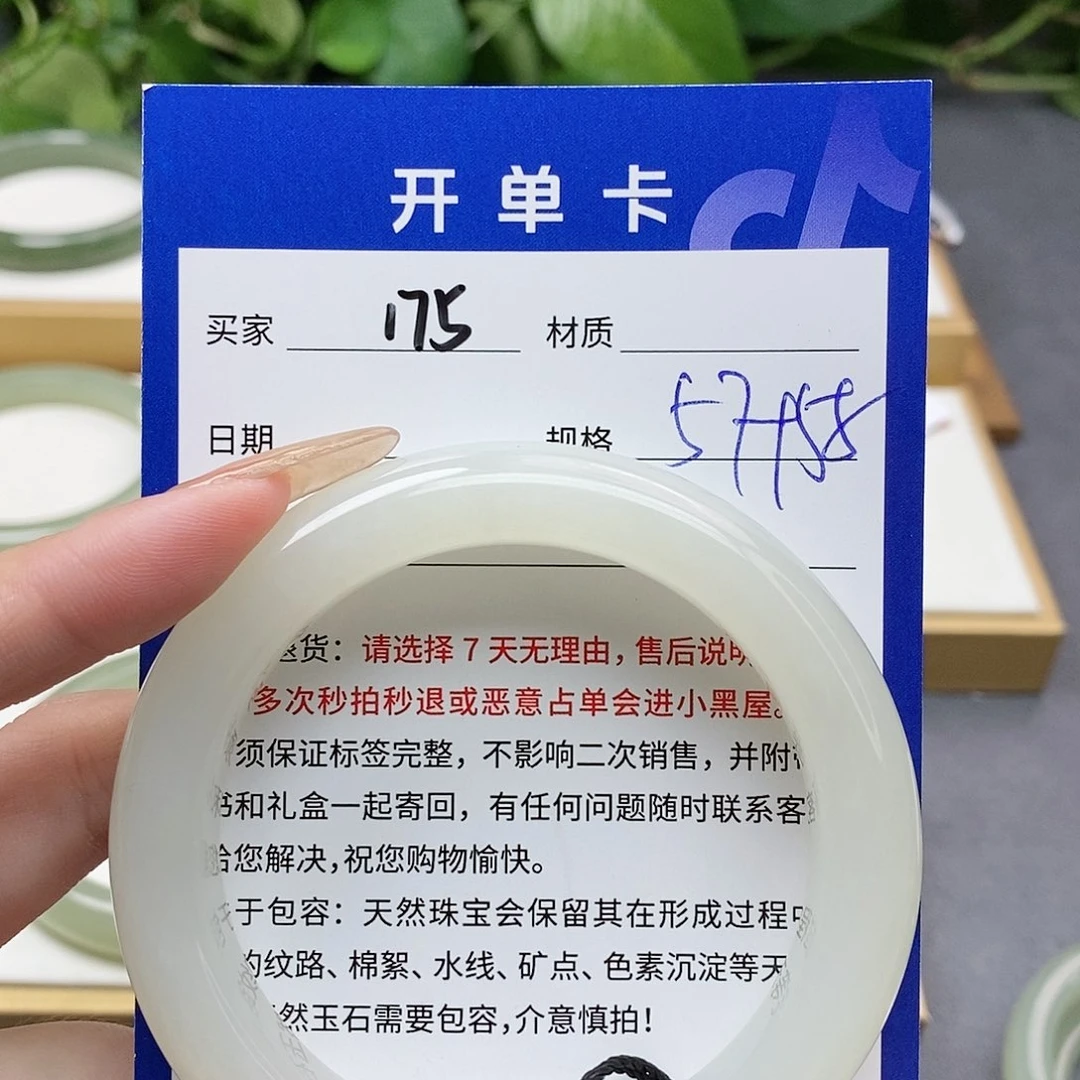 开单卡
买家 175 材质
日期 规格 57
退货：请选择7天无理由，售后说明
多次秒拍秒退或恶意占单会进小黑屋。
须保证标签完整，不影响二次销售，并附带
书和礼盒一起寄回，有任何问题随时联系客
给您解决，祝您购物愉快。
于包容：天然珠宝会保留其在形成过程中
的纹路、棉絮、水线、矿点、色素沉淀等天
然玉石需要包容，介意慎拍！